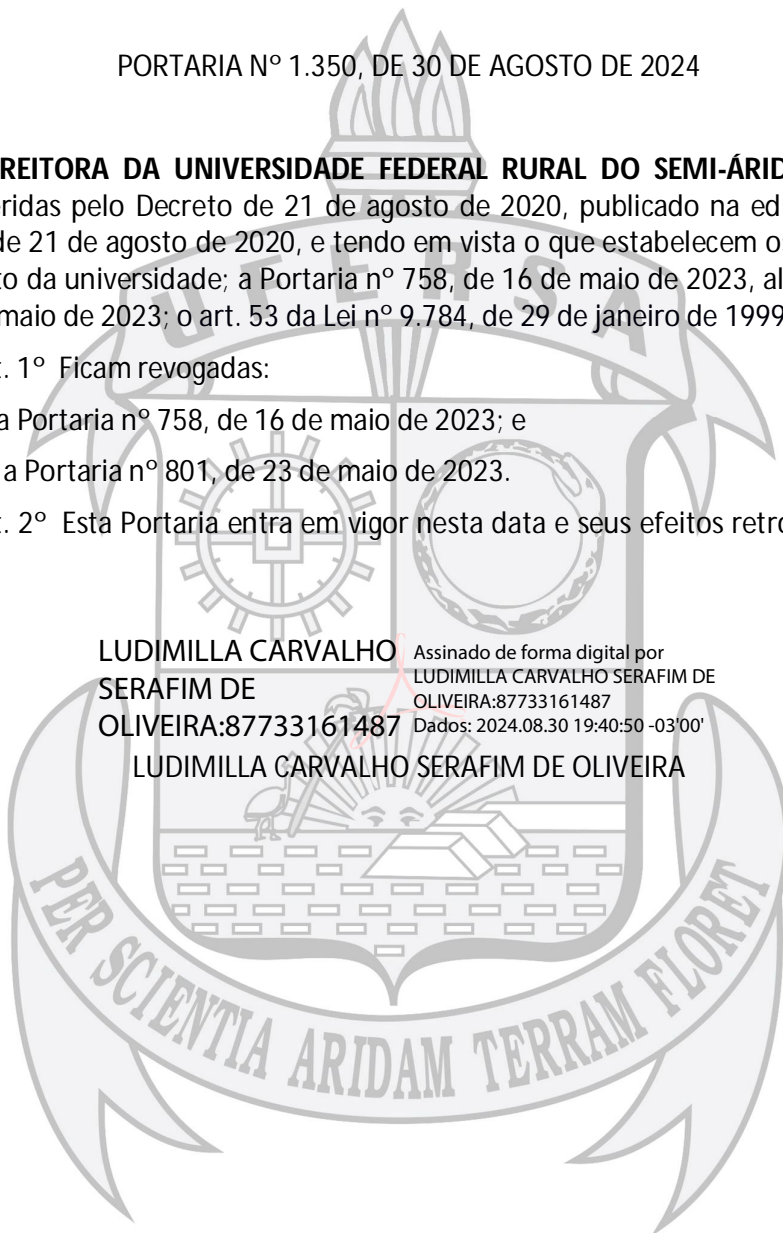 PORTARIA Nº 1.350, DE 30 DE AGOSTO DE 2024
REITORA DA UNIVERSIDADE FEDERAL RURAL DO SEMI-ÁRID
eridas pelo Decreto de 21 de agosto de 2020, publicado na ed
de 21 de agosto de 2020, e tendo em vista o que estabelecem o
to da universidade; a Portaria nº 758, de 16 de maio de 2023, al
maio de 2023; o art. 53 da Lei nº 9.784, de 29 de janeiro de 1999
UFERSA
t. 1º Ficam revogadas:
a Portaria nº 758, de 16 de maio de 2023; e
a Portaria nº 801, de 23 de maio de 2023.
t. 2º Esta Portaria entra em vigor nesta data e seus efeitos retro
LUDIMILLA CARVALHO
SERAFIM DE
OLIVEIRA:87733161487
Assinado de forma digital por
LUDIMILLA CARVALHO SERAFIM DE
OLIVEIRA:87733161487
Dados: 2024.08.30 19:40:50 -03'00'
LUDIMILLA CARVALHO SERAFIM DE OLIVEIRA
PER SCIENTIA ARIDAM TERRAM FLORET